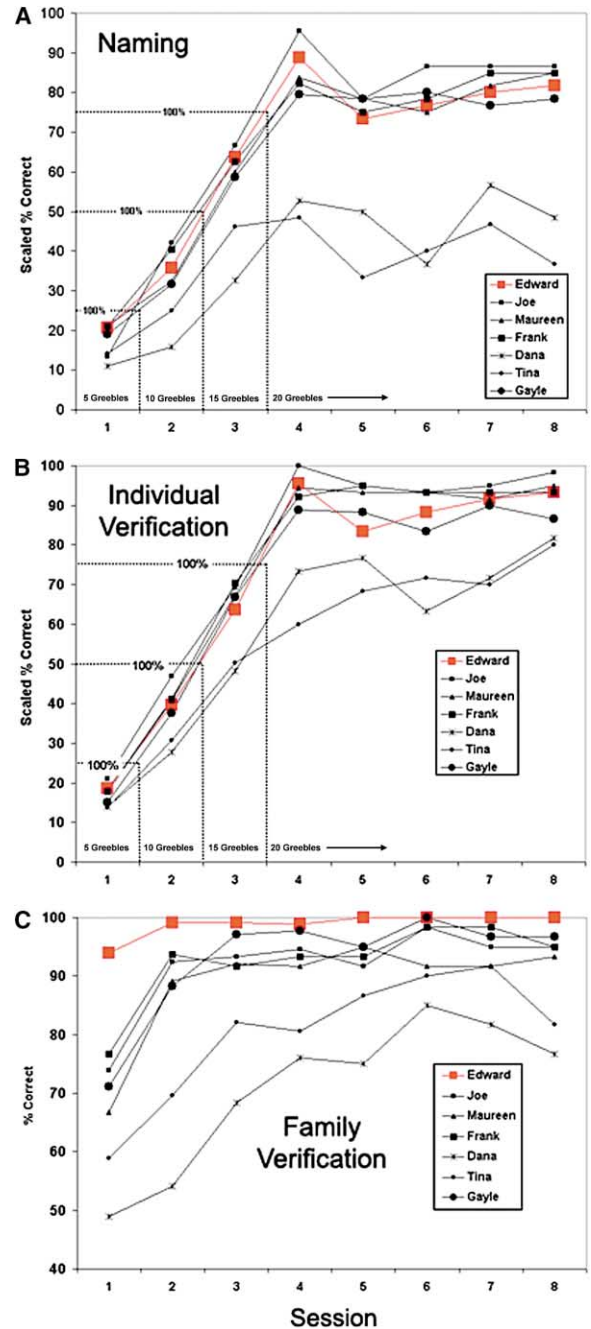 A
Naming
Scaled % Correct
100
90
80
70
60
50
40
30
20
10
0
100%
100%
100%
5 Greebles 10 Greebles 15 Greebles 20 Greebles
1 2 3 4 5 6 7 8
Edward
Joe
Maureen
Frank
Dana
Tina
Gayle
B
Individual
Verification
Scaled % Correct
100
90
80
70
60
50
40
30
20
10
0
100%
100%
100%
5 Greebles 10 Greebles 15 Greebles 20 Greebles
1 2 3 4 5 6 7 8
Edward
Joe
Maureen
Frank
Dana
Tina
Gayle
C
Family
Verification
% Correct
100
90
80
70
60
50
40
1 2 3 4 5 6 7 8
Edward
Joe
Maureen
Frank
Dana
Tina
Gayle
Session